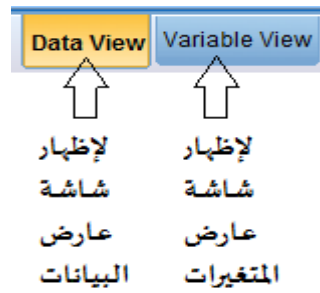 Data View Variable View
لإظهار لإظهار
شاشة شاشة
عارض عارض
البيانات المتغيرات